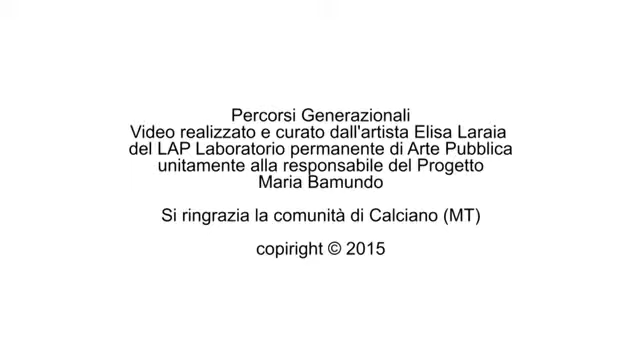 Percorsi Generazionali
Video realizzato e curato dall'artista Elisa Laraia
del LAP Laboratorio permanente di Arte Pubblica
unitamente alla responsabile del Progetto
Maria Bamundo
Si ringrazia la comunità di Calciano (MT)
copiright © 2015